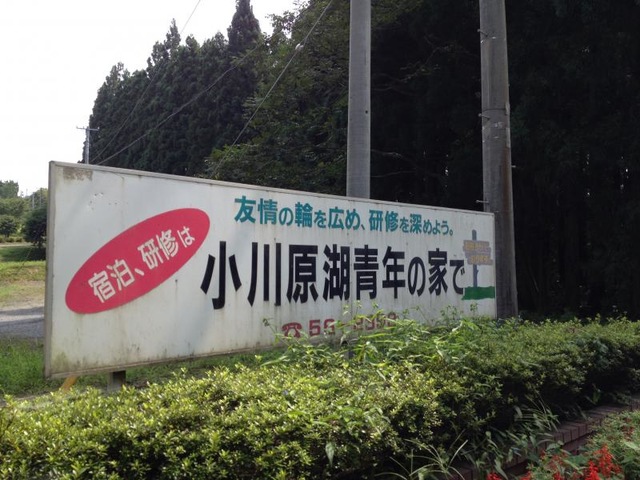 友情の輪を広め、研修を深めよう。
宿泊、研修は
小川原湖青年の家で